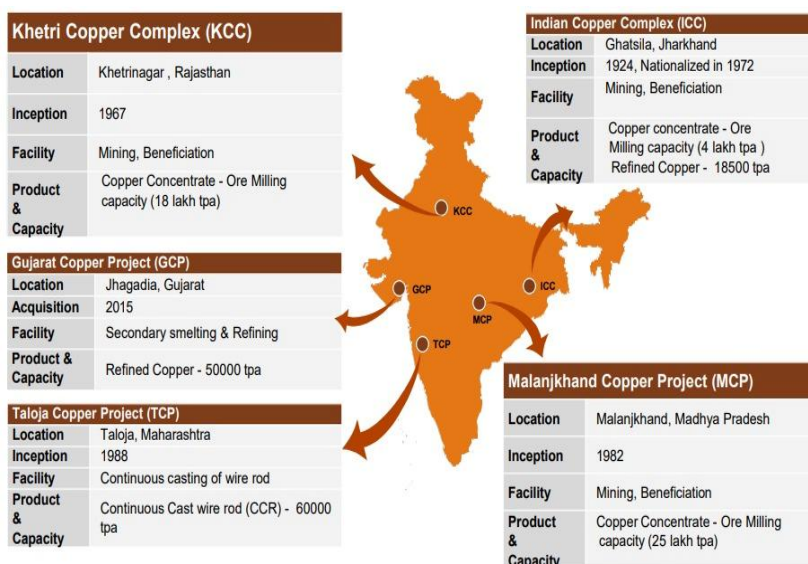 Khetri Copper Complex (KCC)
Location Khetrinagar , Rajasthan
Inception 1967
Facility Mining, Beneficiation
Product & Capacity Copper Concentrate - Ore Milling
capacity (18 lakh tpa)
Gujarat Copper Project (GCP)
Location Jhagadia, Gujarat
Acquisition 2015
Facility Secondary smelting & Refining
Product & Capacity Refined Copper - 50000 tpa
Taloja Copper Project (TCP)
Location Taloja, Maharashtra
Inception 1988
Facility Continuous casting of wire rod
Product & Capacity Continuous Cast wire rod (CCR) - 60000
tpa
KCC
GCP
ICC
MCP
TCP
Indian Copper Complex (ICC)
Location Ghatsila, Jharkhand
Inception 1924, Nationalized in 1972
Facility Mining, Beneficiation
Product & Capacity Copper concentrate - Ore
Milling capacity (4 lakh tpa )
Refined Copper - 18500 tpa
Malanjkhand Copper Project (MCP)
Location Malanjkhand, Madhya Pradesh
Inception 1982
Facility Mining, Beneficiation
Product & Capacity Copper Concentrate - Ore Milling
capacity (25 lakh tpa)